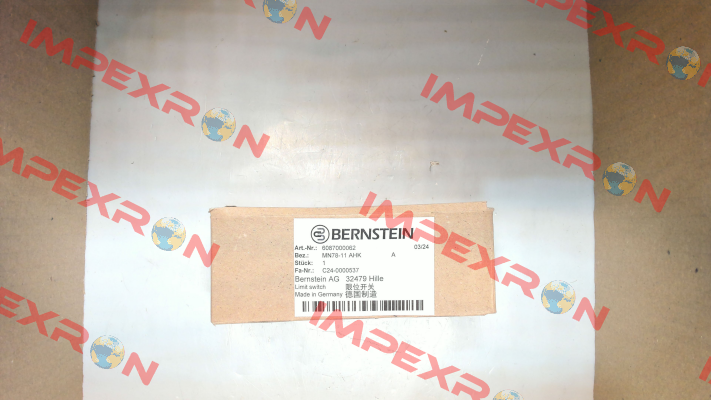 IMPEXRON
BERNSTEIN
Art.-Nr.: 6087000062 03/24
Bez.: MN78-11 AHK A
Stück: 1
Fa-Nr.: C24-0000537
Bernstein AG 32479 Hille
Limit switch 限位开关
Made in Germany 德国制造
IMPEXRON
IMPEXRON
IMPEXRON
IMPEXRON
IMPEXRON
IMPEXRON